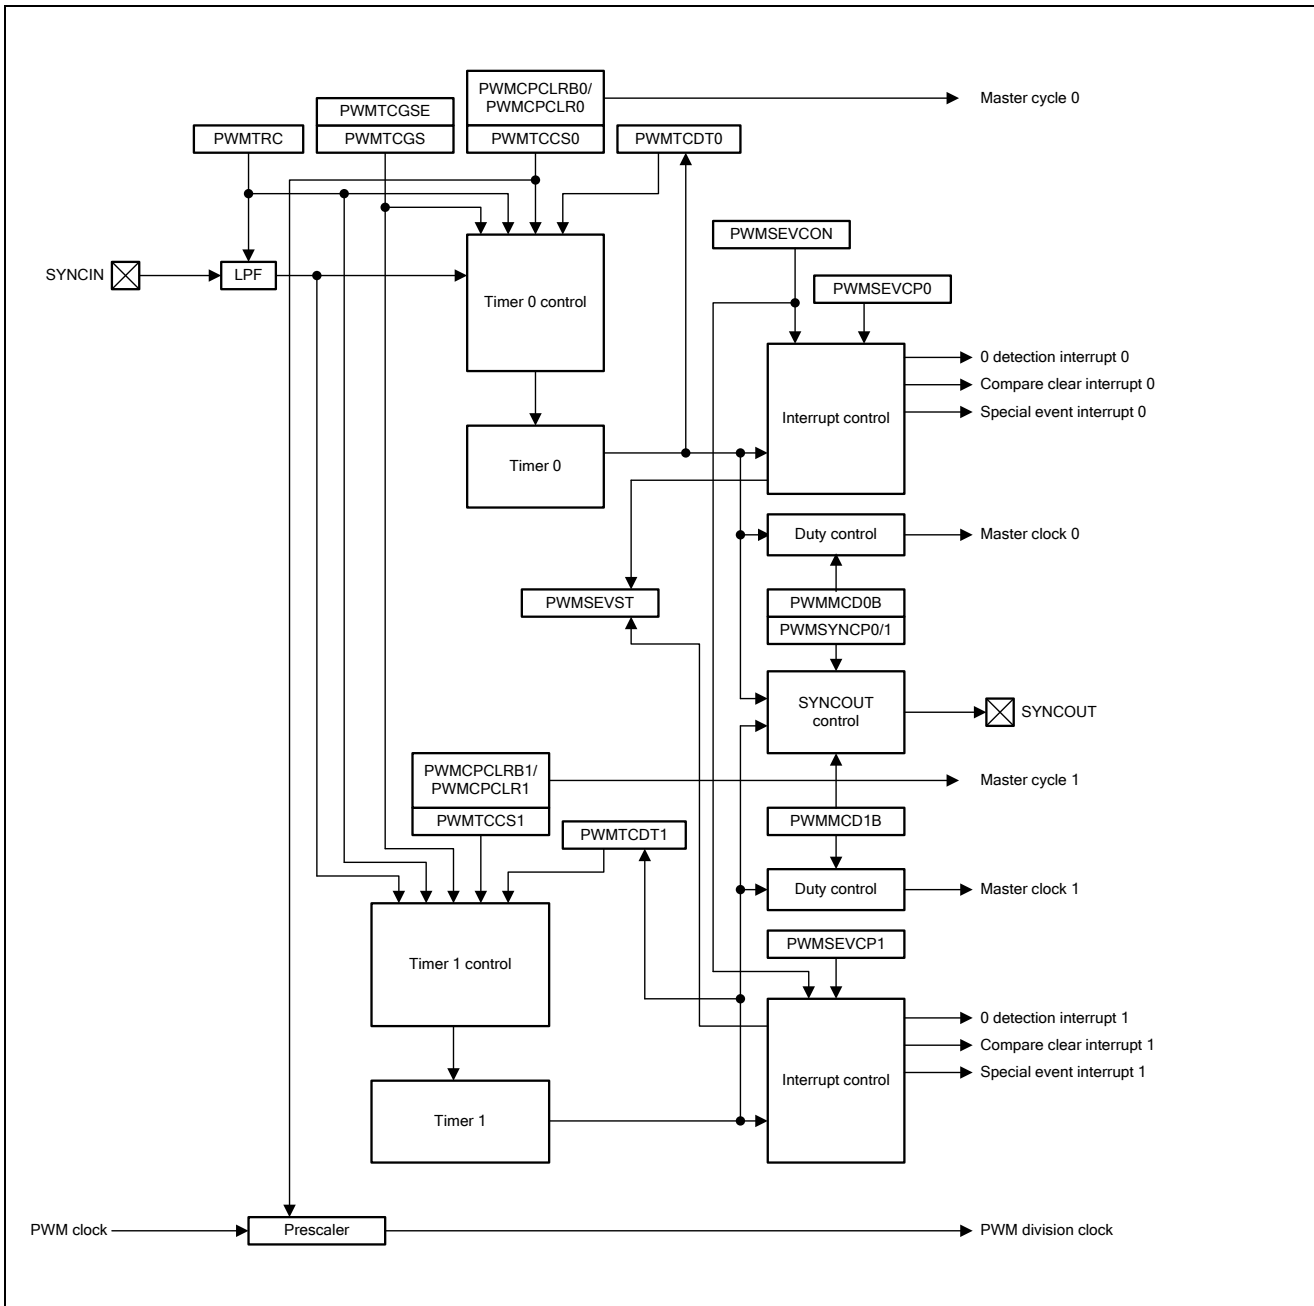 PWMCPCLRB0/
PWMCPCLR0
Master cycle 0
PWMTCGSE
PWMTRC
PWMTCGS
PWMTCCS0
PWMTCDT0
PWMSEVCON
SYNCIN
LPF
PWMSEVCP0
Timer 0 control
0 detection interrupt 0
Compare clear interrupt 0
Special event interrupt 0
Interrupt control
Timer 0
Duty control
Master clock 0
PWMSEVST
PWMMCD0B
PWMSYNCP0/1
SYNCOUT
control
SYNCOUT
PWMCPCLRB1/
PWMCPCLR1
Master cycle 1
PWMTCCS1
PWMTCDT1
PWMMCD1B
Duty control
Master clock 1
PWMSEVCP1
Timer 1 control
0 detection interrupt 1
Compare clear interrupt 1
Special event interrupt 1
Interrupt control
Timer 1
PWM clock
Prescaler
PWM division clock